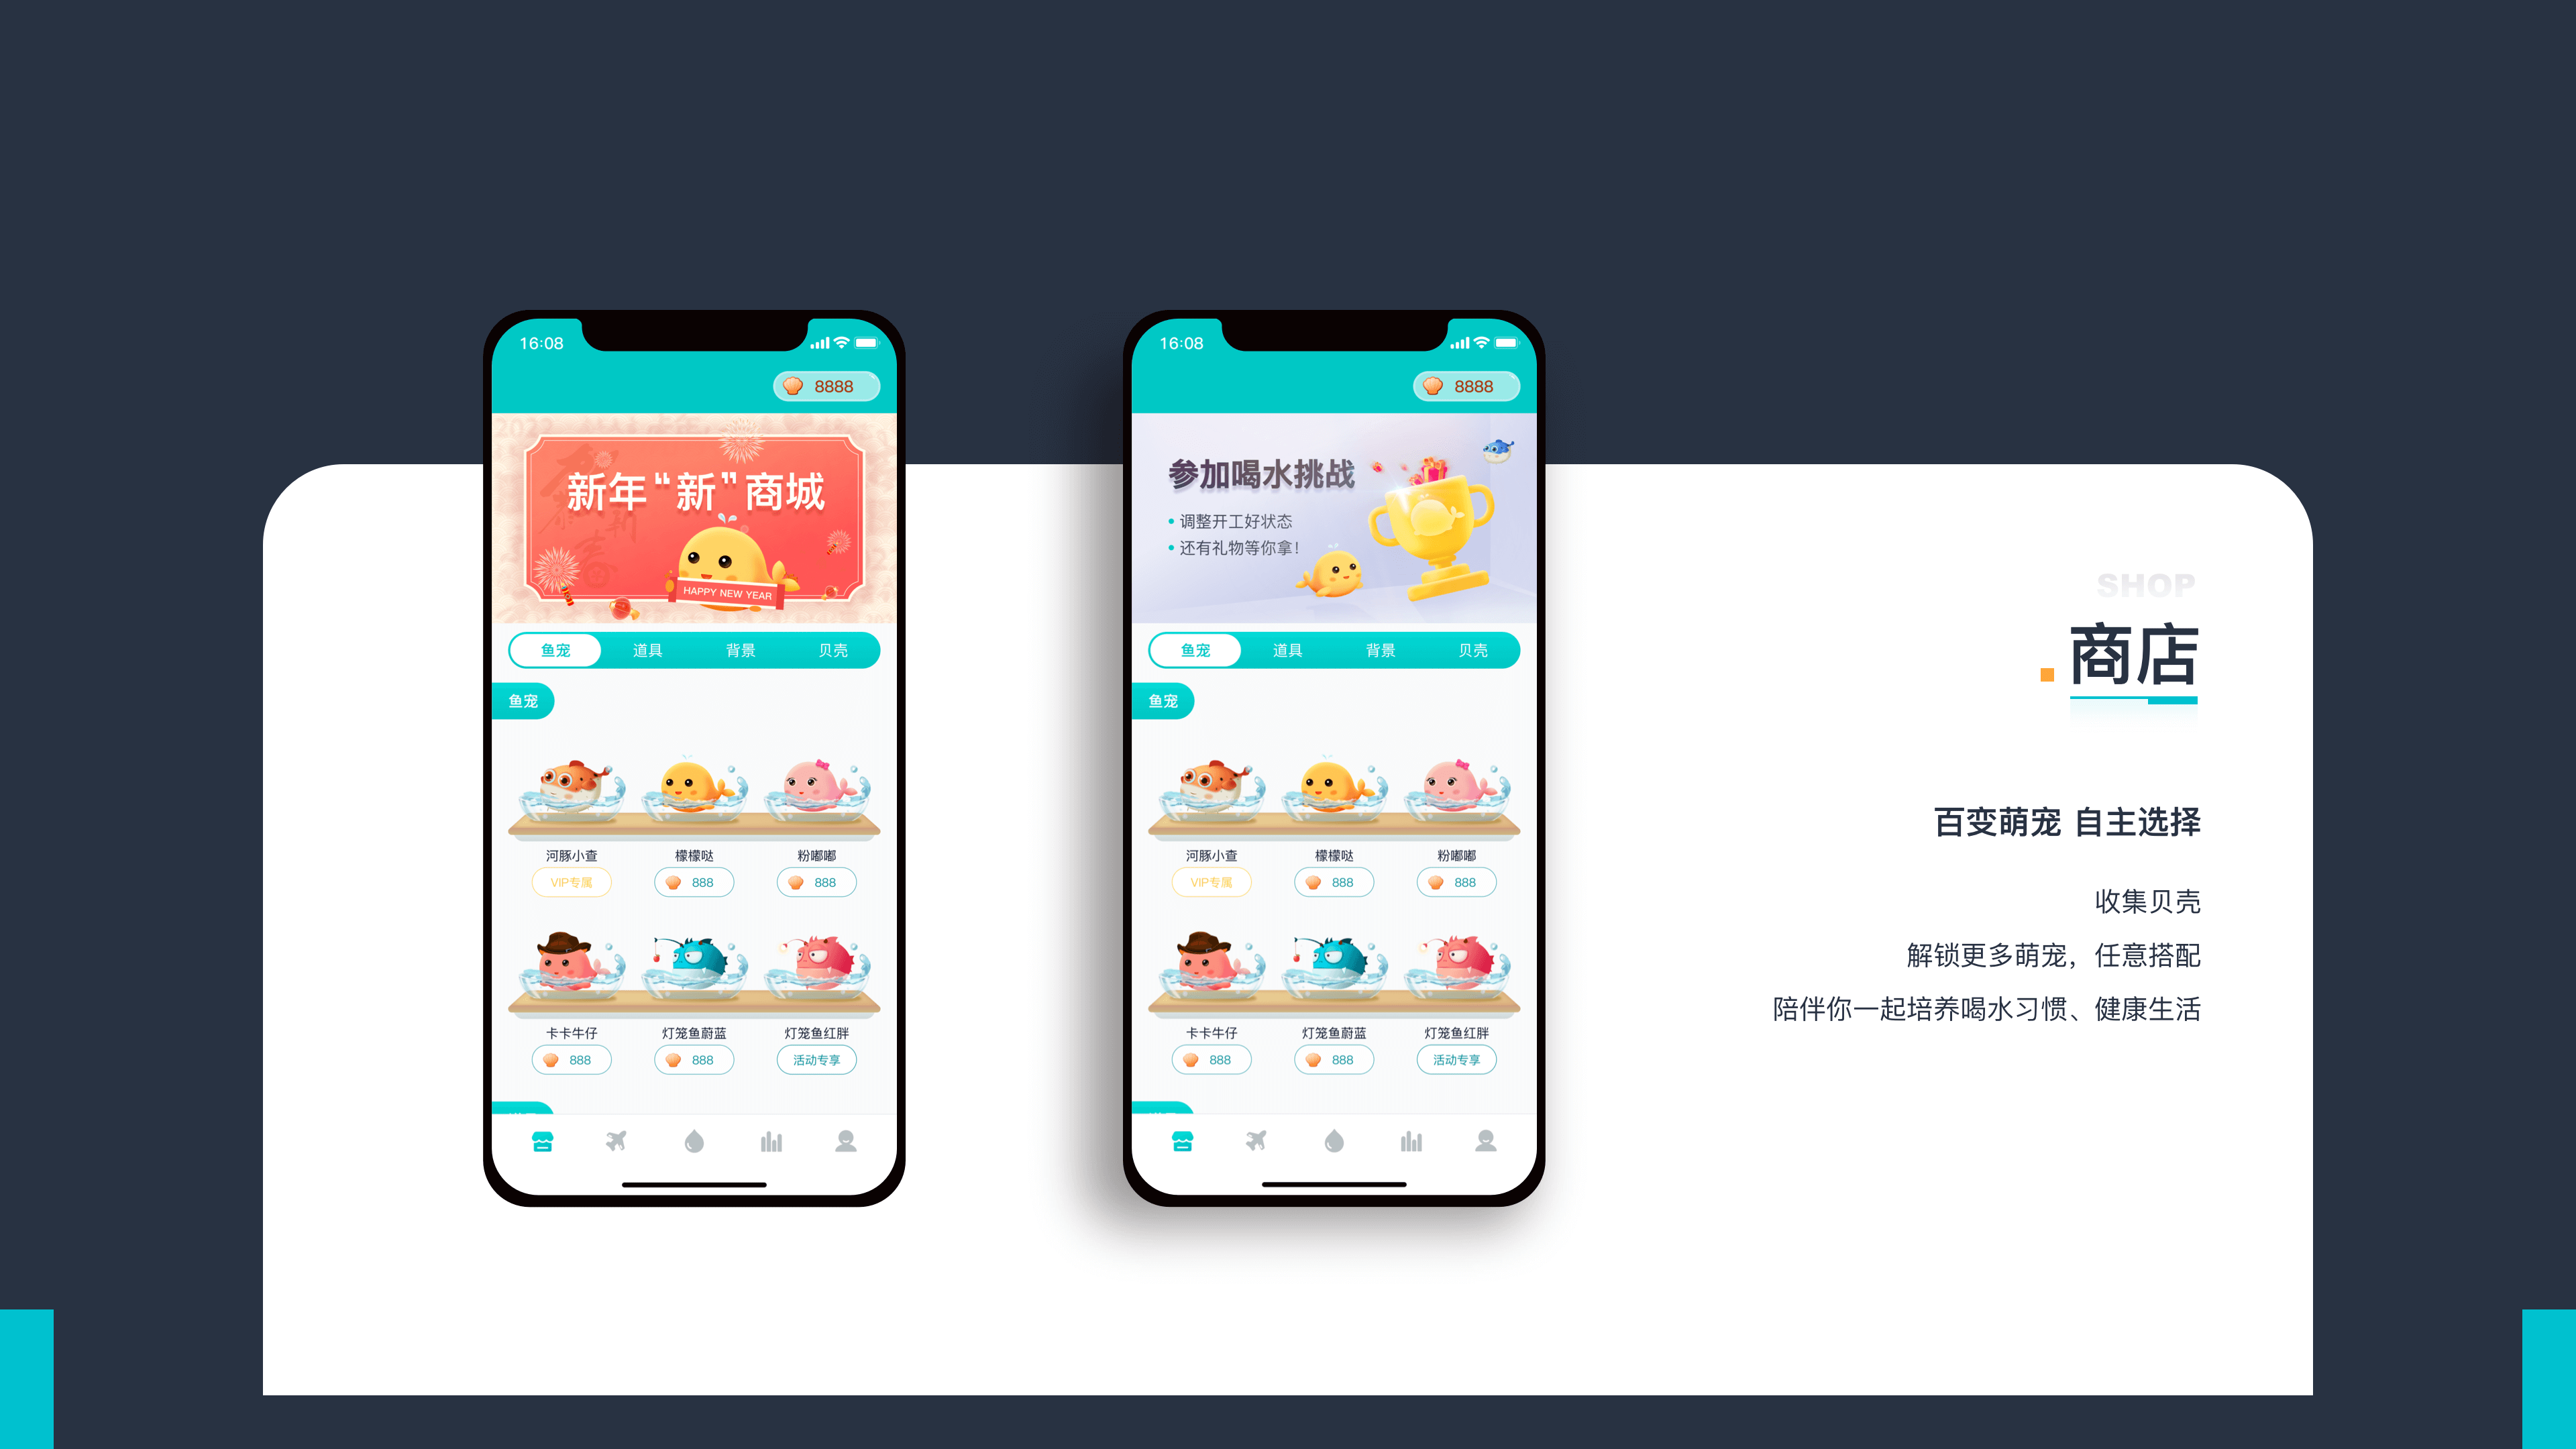 16:08
8888
新年“新”商城
HAPPY NEW YEAR
鱼宠 道具 背景 贝壳
鱼宠
河豚小查 檬檬哒 粉嘟嘟
VIP专属 888 888
卡卡牛仔 灯笼鱼蔚蓝 灯笼鱼红胖
888 888 活动专享
16:08
8888
参加喝水挑战
• 调整开工好状态
• 还有礼物等你拿!
鱼宠 道具 背景 贝壳
鱼宠
河豚小查 檬檬哒 粉嘟嘟
VIP专属 888 888
卡卡牛仔 灯笼鱼蔚蓝 灯笼鱼红胖
888 888 活动专享
SHOP
商店
百变萌宠 自主选择
收集贝壳
解锁更多萌宠，任意搭配
陪伴你一起培养喝水习惯、健康生活